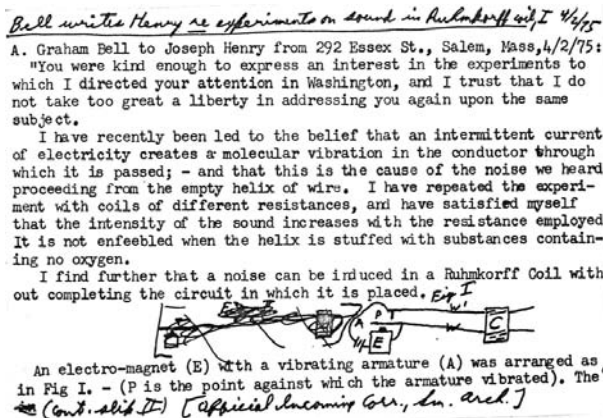 Bell writes Henry re experiments on sound in Ruhmkorff coil, I 4/2/75
A. Graham Bell to Joseph Henry from 292 Essex St., Salem, Mass,4/2/75:
"You were kind enough to express an interest in the experiments to
which I directed your attention in Washington, and I trust that I do
not take too great a liberty in addressing you again upon the same
subject.
I have recently been led to the belief that an intermittent current
of electricity creates a molecular vibration in the conductor through
which it is passed; - and that this is the cause of the noise we heard
proceeding from the empty helix of wire. I have repeated the experi-
ment with coils of different resistances, and have satisfied myself
that the intensity of the sound increases with the resistance employed
It is not enfeebled when the helix is stuffed with substances contain-
ing no oxygen.
I find further that a noise can be induced in a Ruhmkorff Coil with
out completing the circuit in which it is placed. Fig I
A P W' W E C
An electro-magnet (E) with a vibrating armature (A) was arranged as
in Fig I. - (P is the point against which the armature vibrated). The
(Cont. slip II) [Official Incoming Corr., Sn. Arch.]